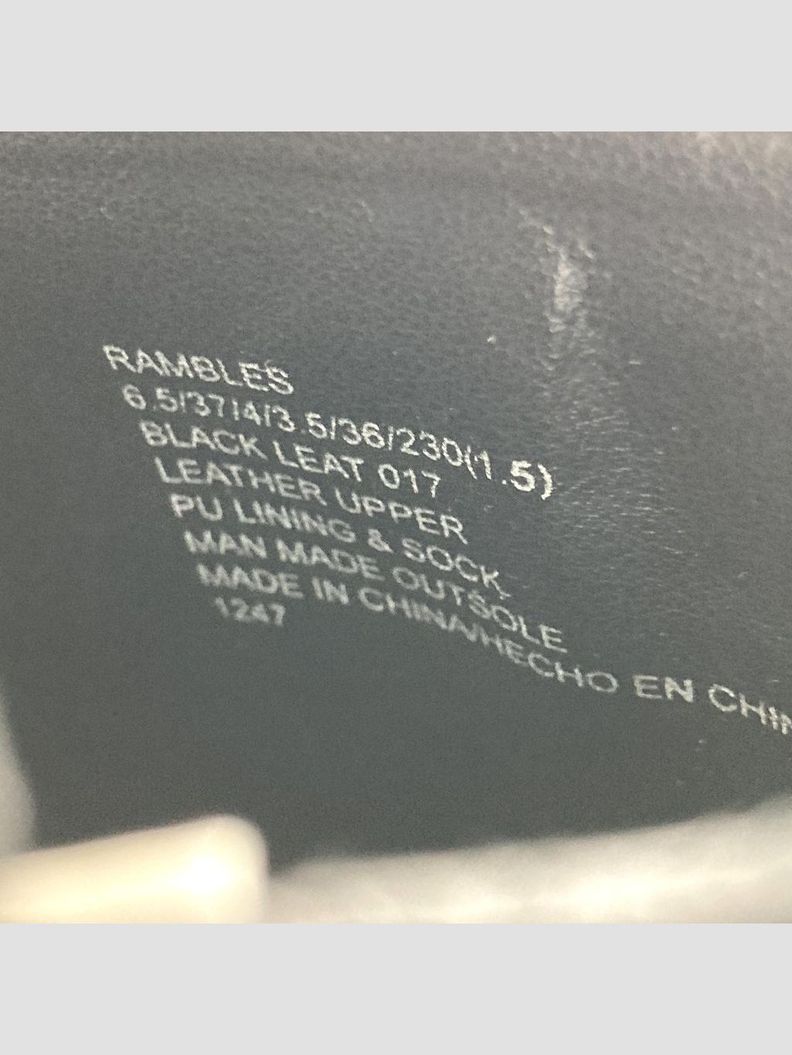 RAMBLES
6.5/37/4/3.5/36/230(1.5)
BLACK LEAT 017
LEATHER UPPER
PU LINING & SOCK
MAN MADE OUTSOLE
MADE IN CHINA/HECHO EN CHIN
1247